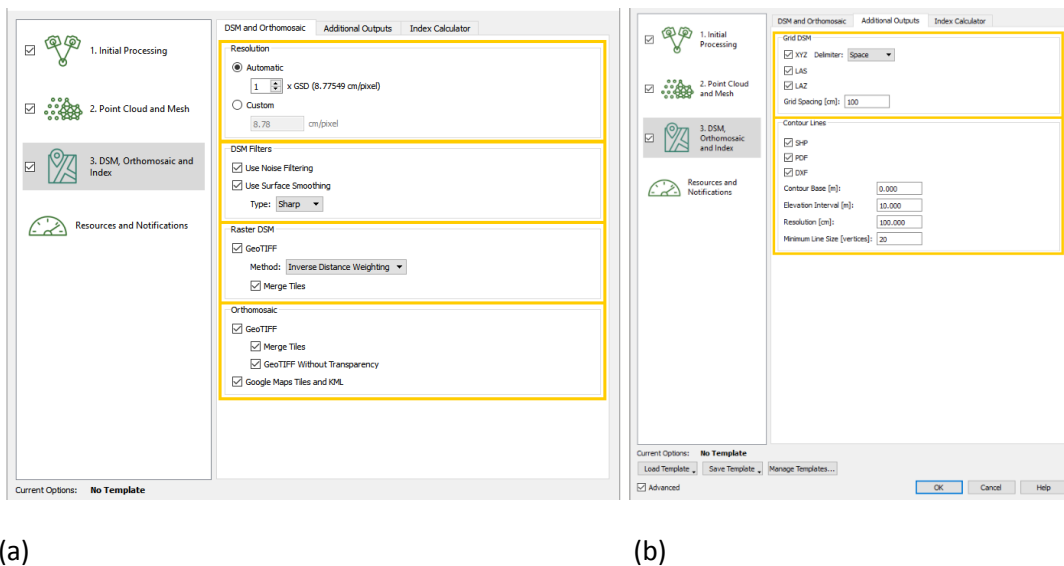 1. Initial Processing
2. Point Cloud and Mesh
3. DSM, Orthomosaic and
Index
Resources and Notifications
Current Options: No Template
DSM and Orthomosaic Additional Outputs Index Calculator
Resolution
Automatic
1 x GSD (8.77549 cm/pixel)
Custom
8.78 cm/pixel
DSM Filters
Use Noise Filtering
Use Surface Smoothing
Type: Sharp
Raster DSM
GeoTIFF
Method: Inverse Distance Weighting
Merge Tiles
Orthomosaic
GeoTIFF
Merge Tiles
GeoTIFF Without Transparency
Google Maps Tiles and KML
(a)
1. Initial
Processing
2. Point Cloud
and Mesh
3. DSM,
Orthomosaic
and Index
Resources and
Notifications
DSM and Orthomosaic Additional Outputs Index Calculator
Grid DSM
XYZ Delimiter: Space
LAS
LAZ
Grid Spacing [cm]: 100
Contour Lines
SHP
PDF
DXF
Contour Base [m]: 0.000
Elevation Interval [m]: 10.000
Resolution [cm]: 100.000
Minimum Line Size [vertices]: 20
Current Options: No Template
Load Template Save Template Manage Templates...
Advanced OK Cancel Help
(b)